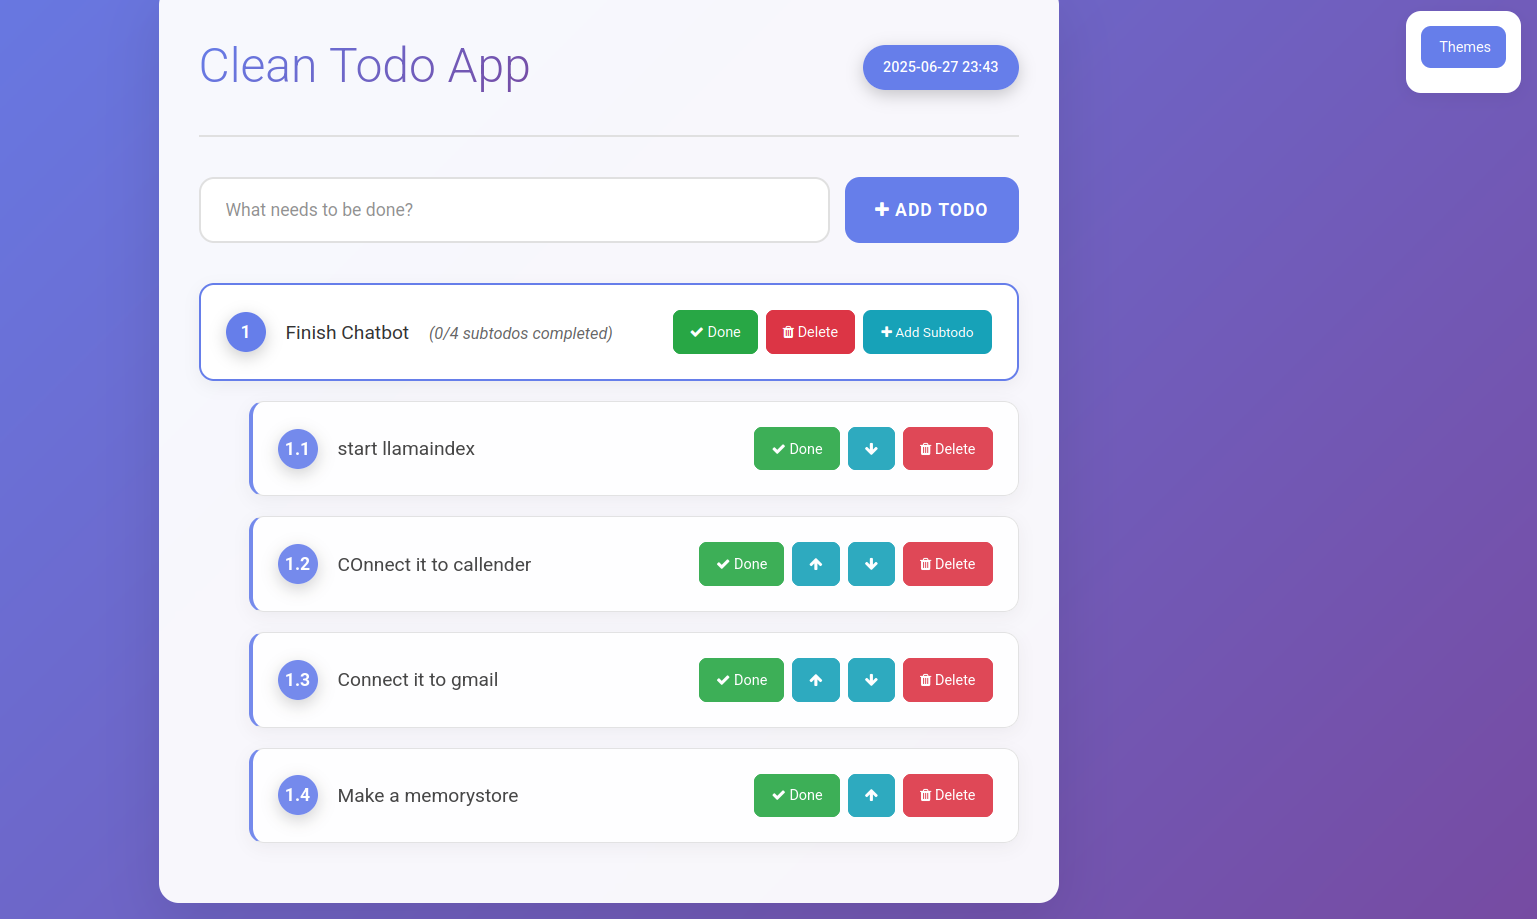 Clean Todo App
2025-06-27 23:43
Themes
What needs to be done?
ADD TODO
1 Finish Chatbot (0/4 subtodos completed) Done Delete Add Subtodo
1.1 start llamaindex Done Delete
1.2 COnnect it to callender Done Delete
1.3 Connect it to gmail Done Delete
1.4 Make a memorystore Done Delete